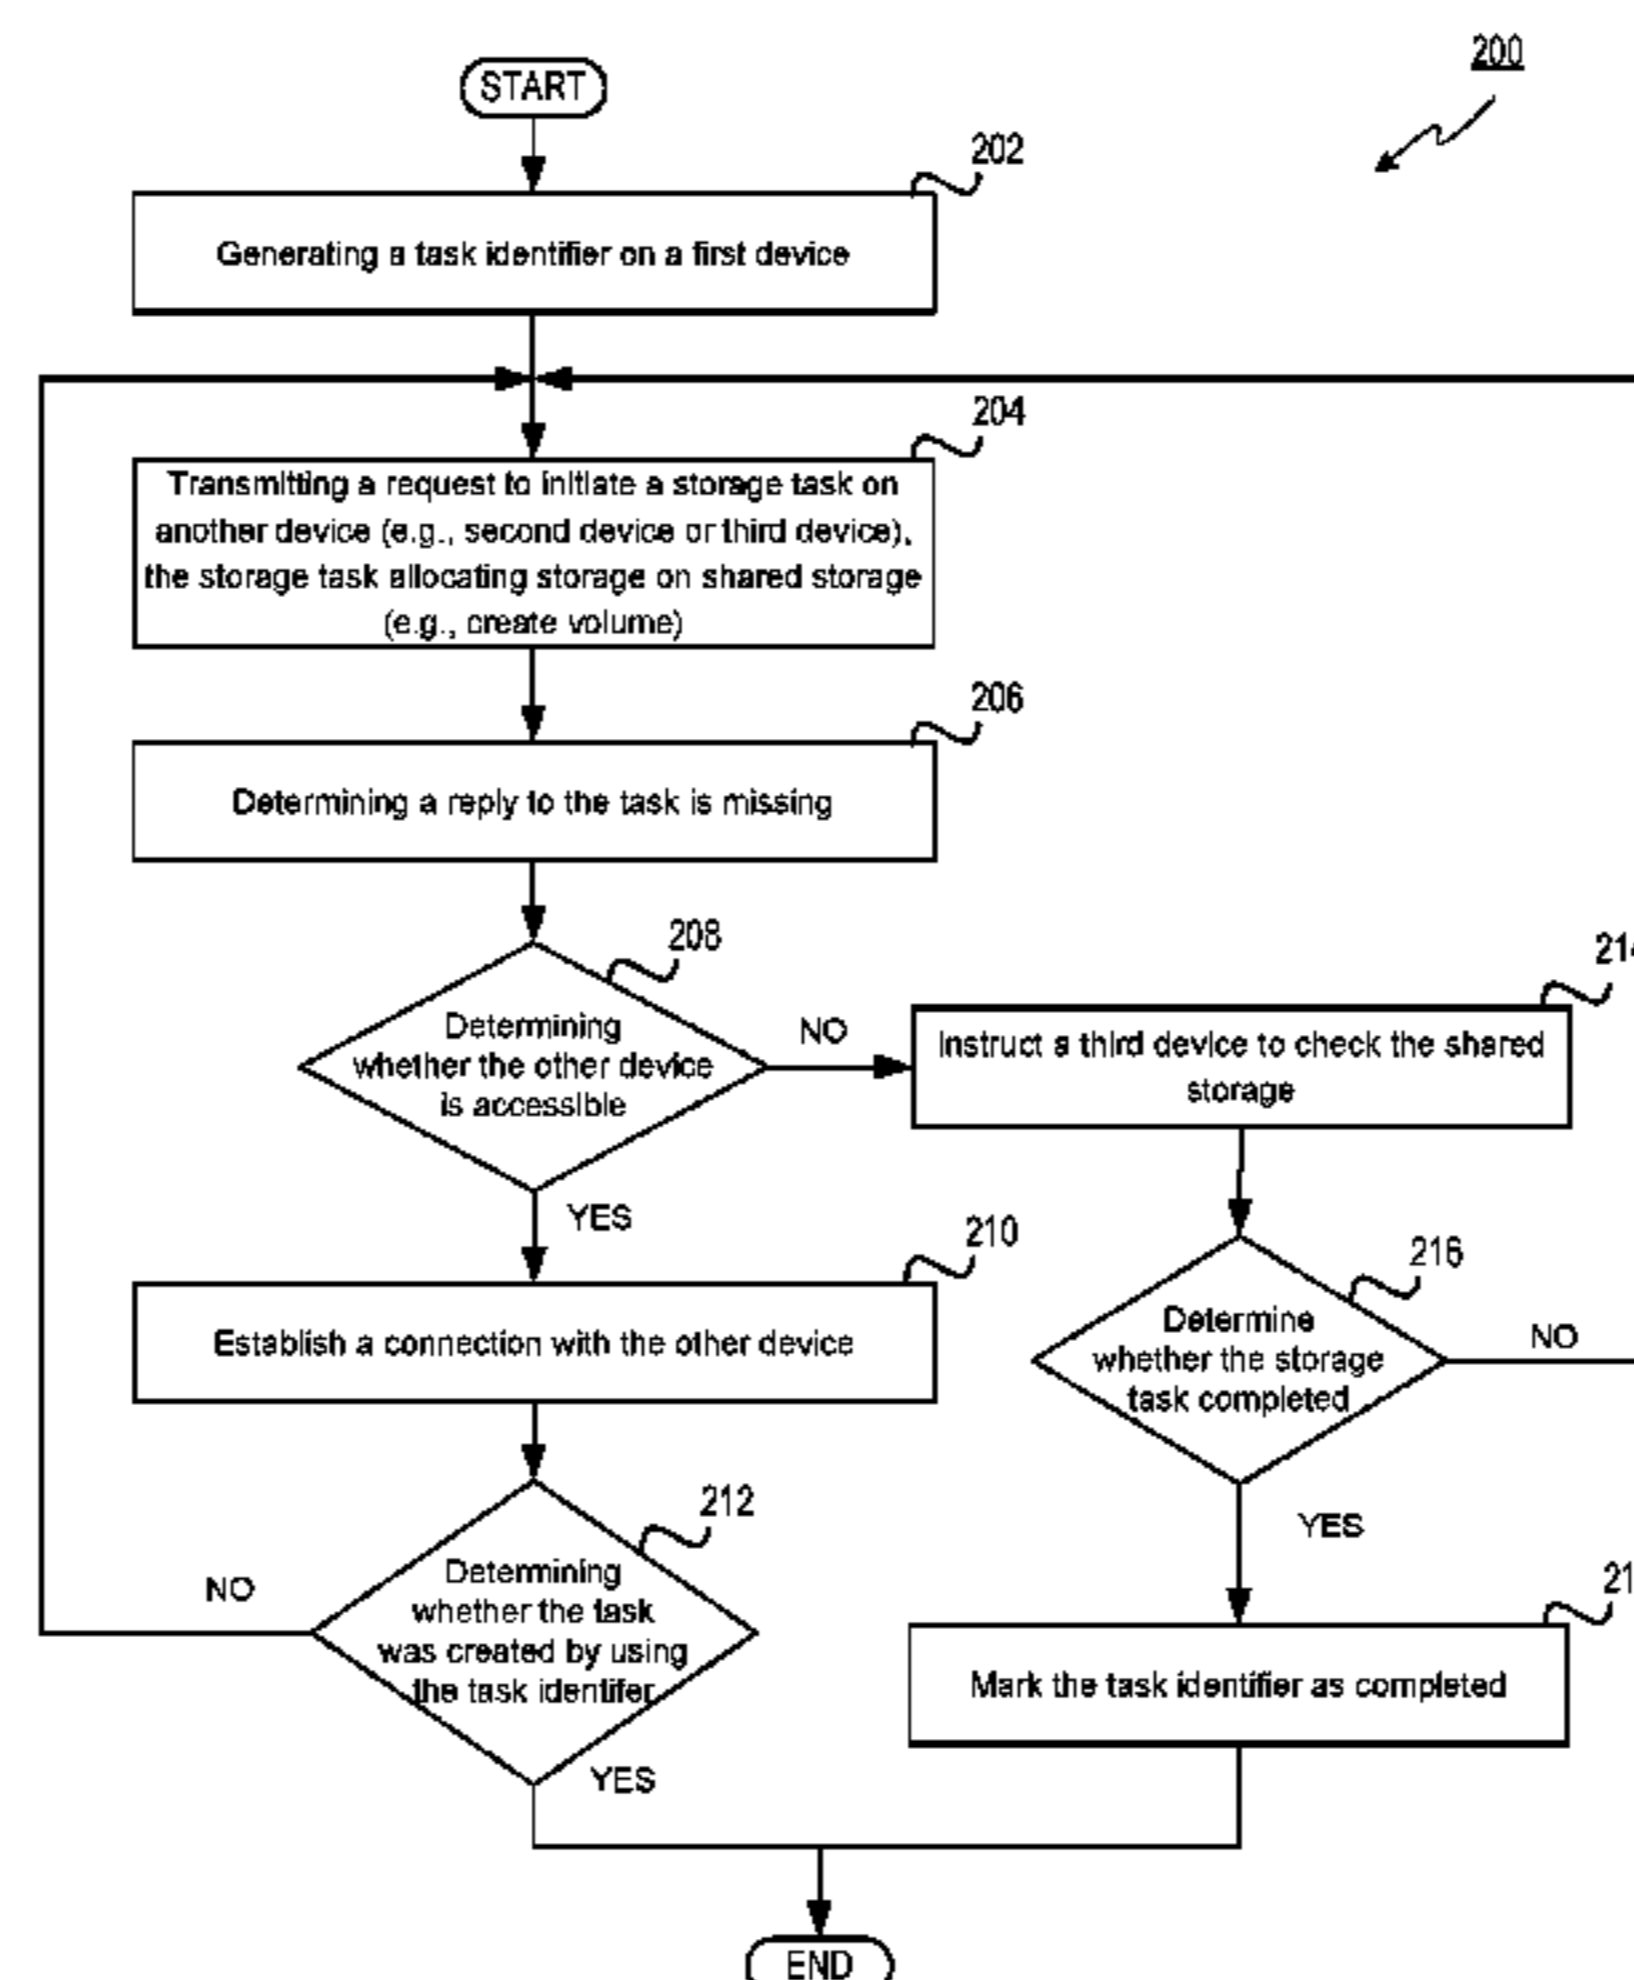 200
START
202
Generating a task identifier on a first device
204
Transmitting a request to initiate a storage task on
another device (e.g., second device or third device),
the storage task allocating storage on shared storage
(e.g., create volume)
206
Determining a reply to the task is missing
208
Determining
whether the other device
is accessible
NO
YES
214
Instruct a third device to check the shared
storage
210
Establish a connection with the other device
216
Determine
whether the storage
task completed
NO
YES
212
Determining
whether the task
was created by using
the task identifer
NO
YES
21
Mark the task identifier as completed
END